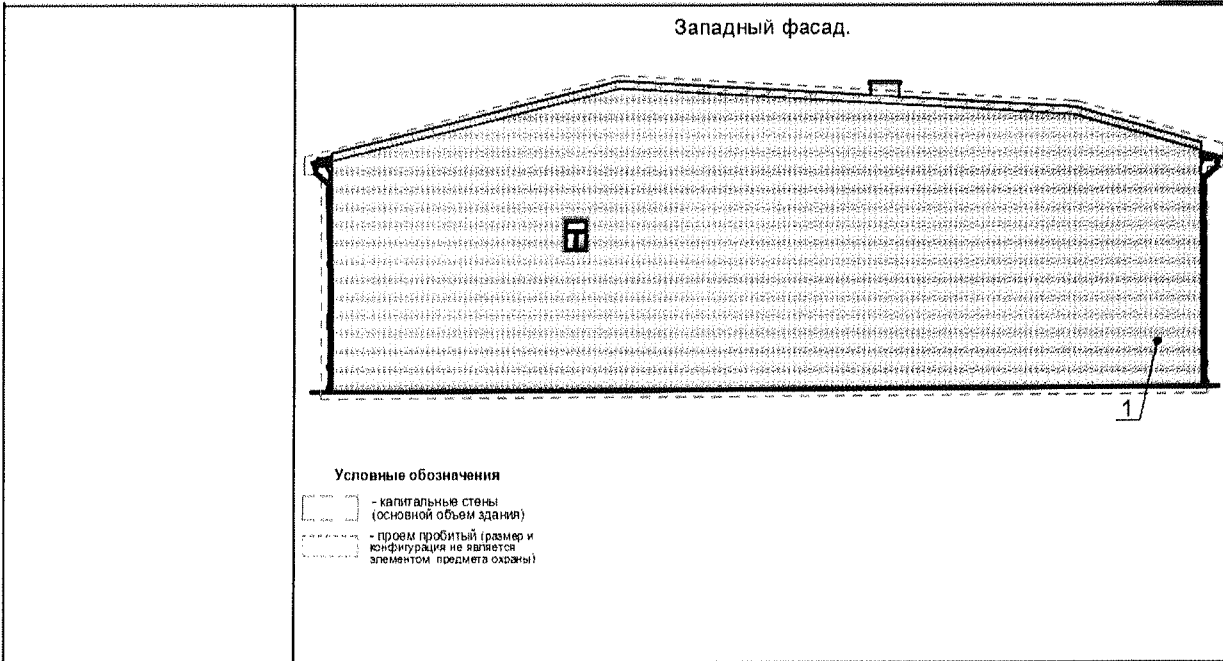 Западный фасад.
1
Условные обозначения
- капитальные стены
(основной объем здания)
- проем пробитый (размер и
конфигурация не является
элементом предмета охраны)